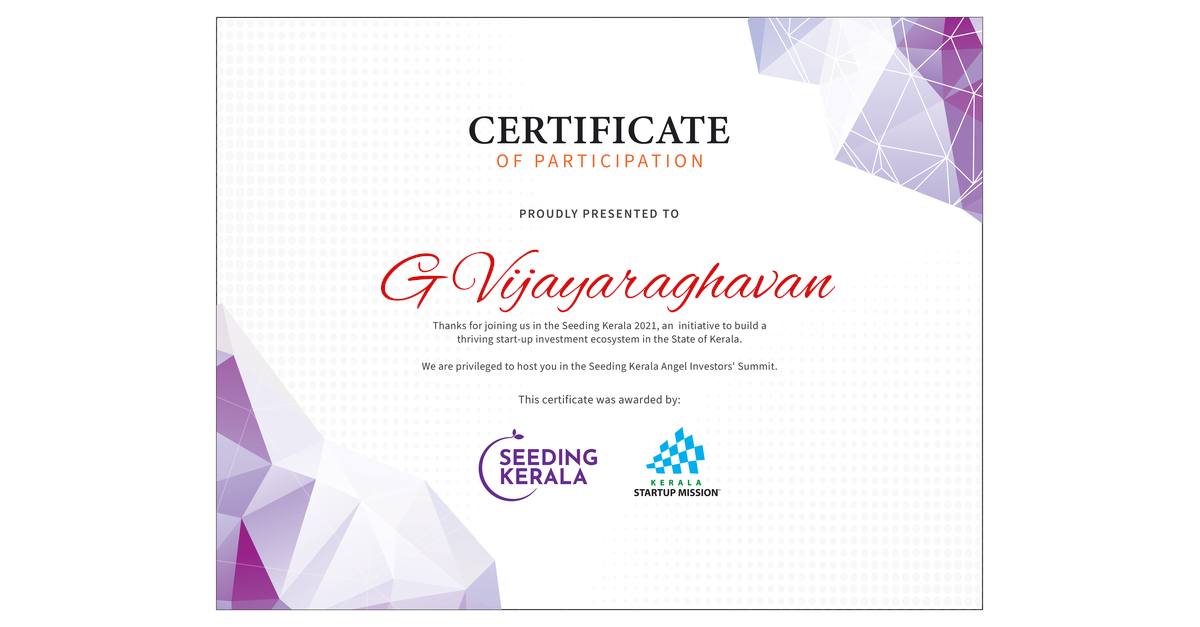 CERTIFICATE
OF PARTICIPATION
PROUDLY PRESENTED TO
G Vijayaraghavan
Thanks for joining us in the Seeding Kerala 2021, an initiative to build a
thriving start-up investment ecosystem in the State of Kerala.
We are privileged to host you in the Seeding Kerala Angel Investors' Summit.
This certificate was awarded by:
SEEDING
KERALA
KERALA
STARTUP MISSION™